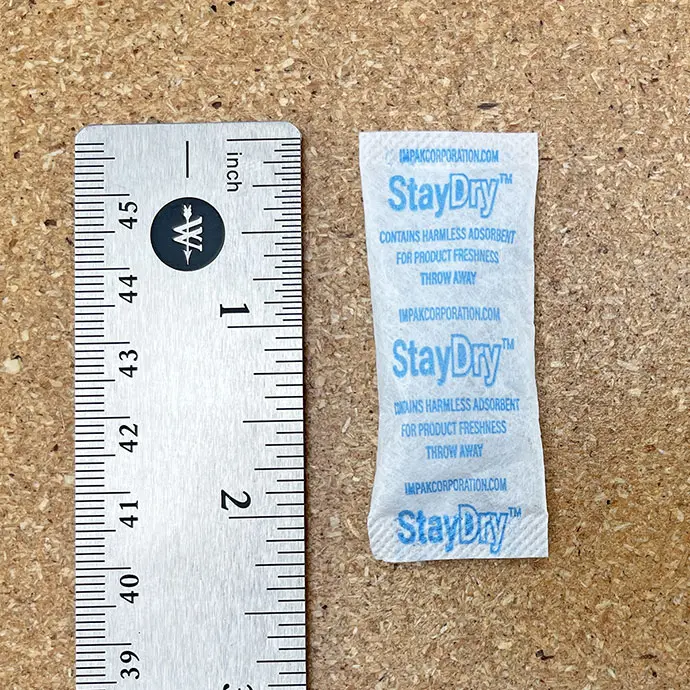 inch
1
2
3
45
44
43
42
41
40
39
IMPAKCORPORATION.COM
StayDry™
CONTAINS HARMLESS ADSORBENT
FOR PRODUCT FRESHNESS
THROW AWAY
IMPAKCORPORATION.COM
StayDry™
CONTAINS HARMLESS ADSORBENT
FOR PRODUCT FRESHNESS
THROW AWAY
IMPAKCORPORATION.COM
StayDry™